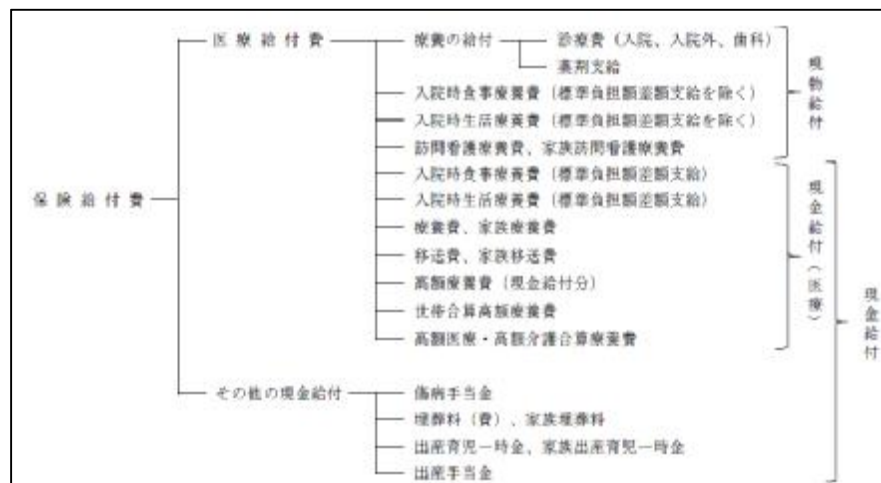 医療給付費 療養の給付 診療費（入院、入院外、歯科）
薬剤支給
入院時食事療養費（標準負担額差額支給を除く）
入院時生活療養費（標準負担額差額支給を除く）
訪問看護療養費、家族訪問看護療養費
現物給付
保険給付費
入院時食事療養費（標準負担額差額支給）
入院時生活療養費（標準負担額差額支給）
療養費、家族療養費
移送費、家族移送費
高額療養費（現金給付分）
世帯合算高額療養費
高額医療・高額介護合算療養費
現金給付（医療）
現金給付
その他の現金給付 傷病手当金
埋葬料（費）、家族埋葬料
出産育児一時金、家族出産育児一時金
出産手当金